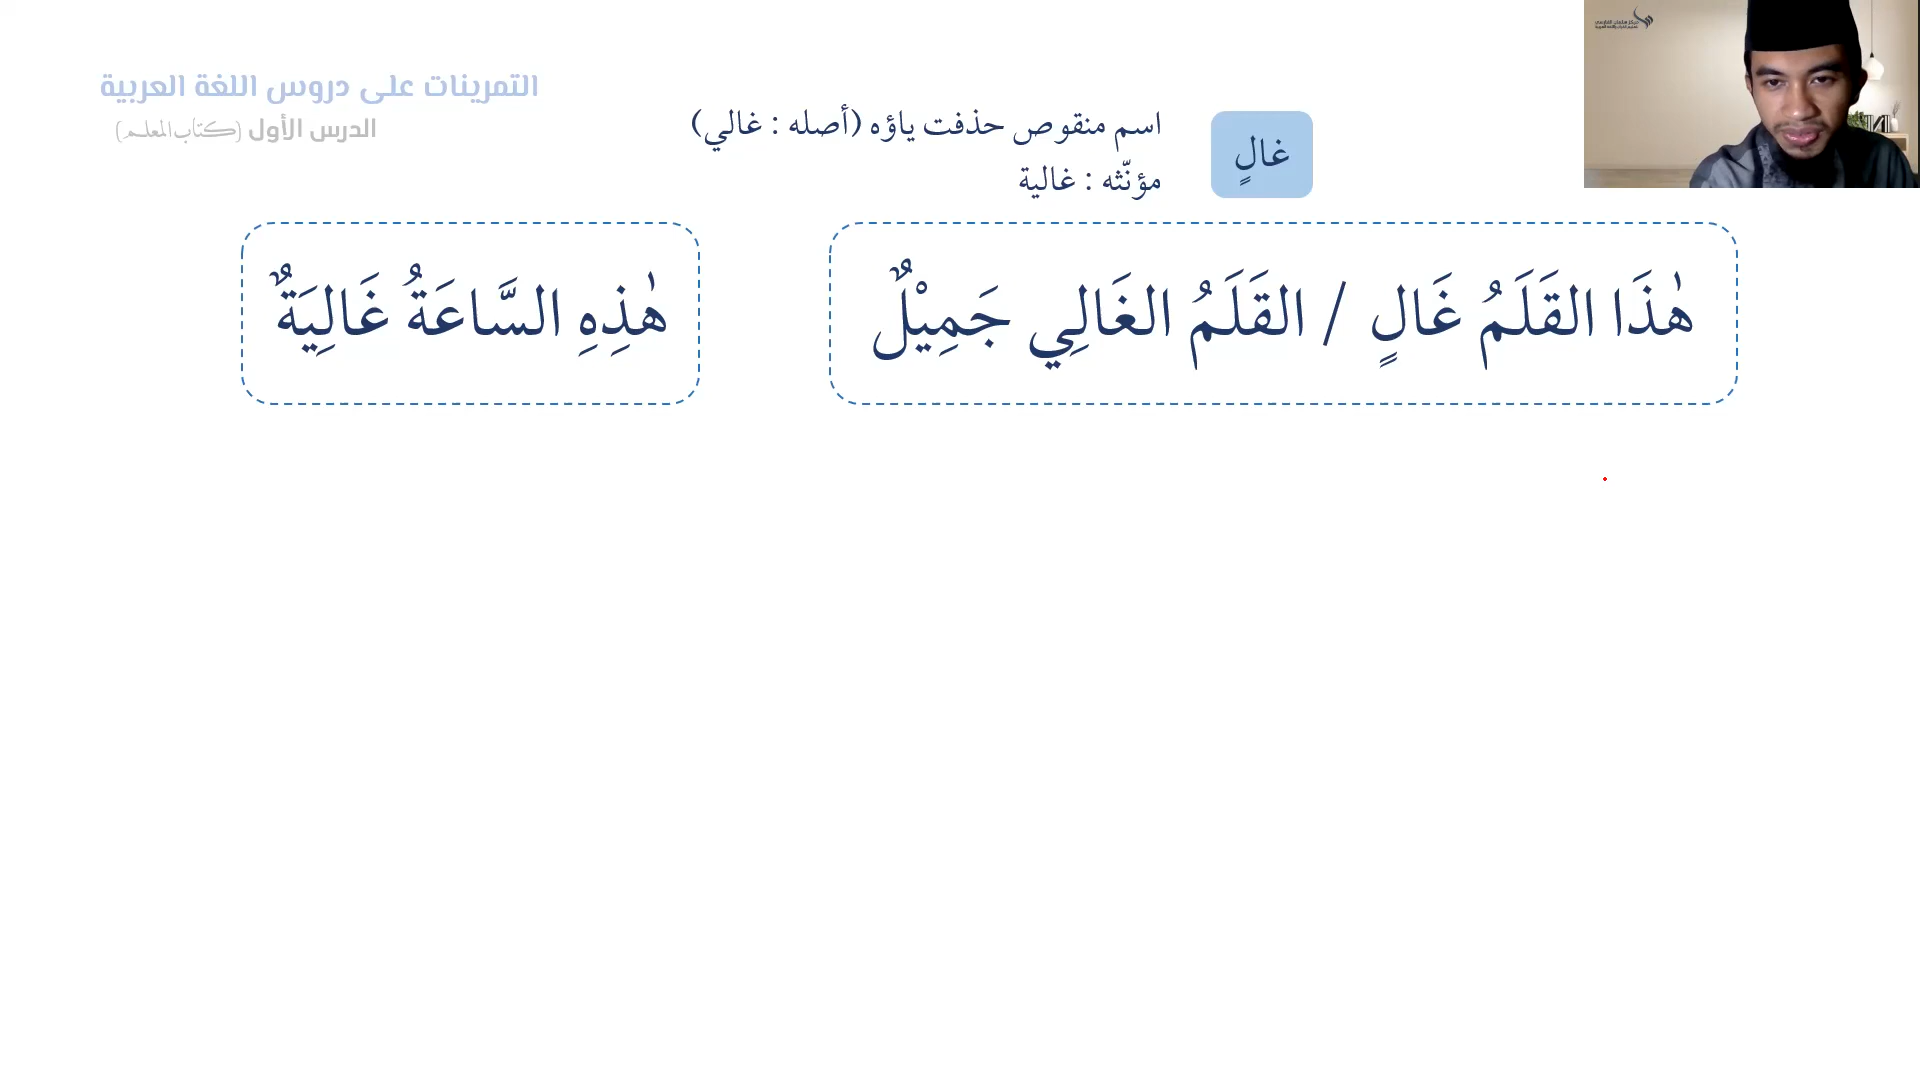 التمرينات على دروس اللغة العربية
الدرس الأول (كتاب المعلم)
غالٍ
اسم منقوص حذفت ياؤه (أصله : غالي)
مؤنّثه : غالية
هٰذَا القَلَمُ غَالٍ / القَلَمُ الغَالِي جَمِيْلٌ
هٰذِهِ السَّاعَةُ غَالِيَةٌ